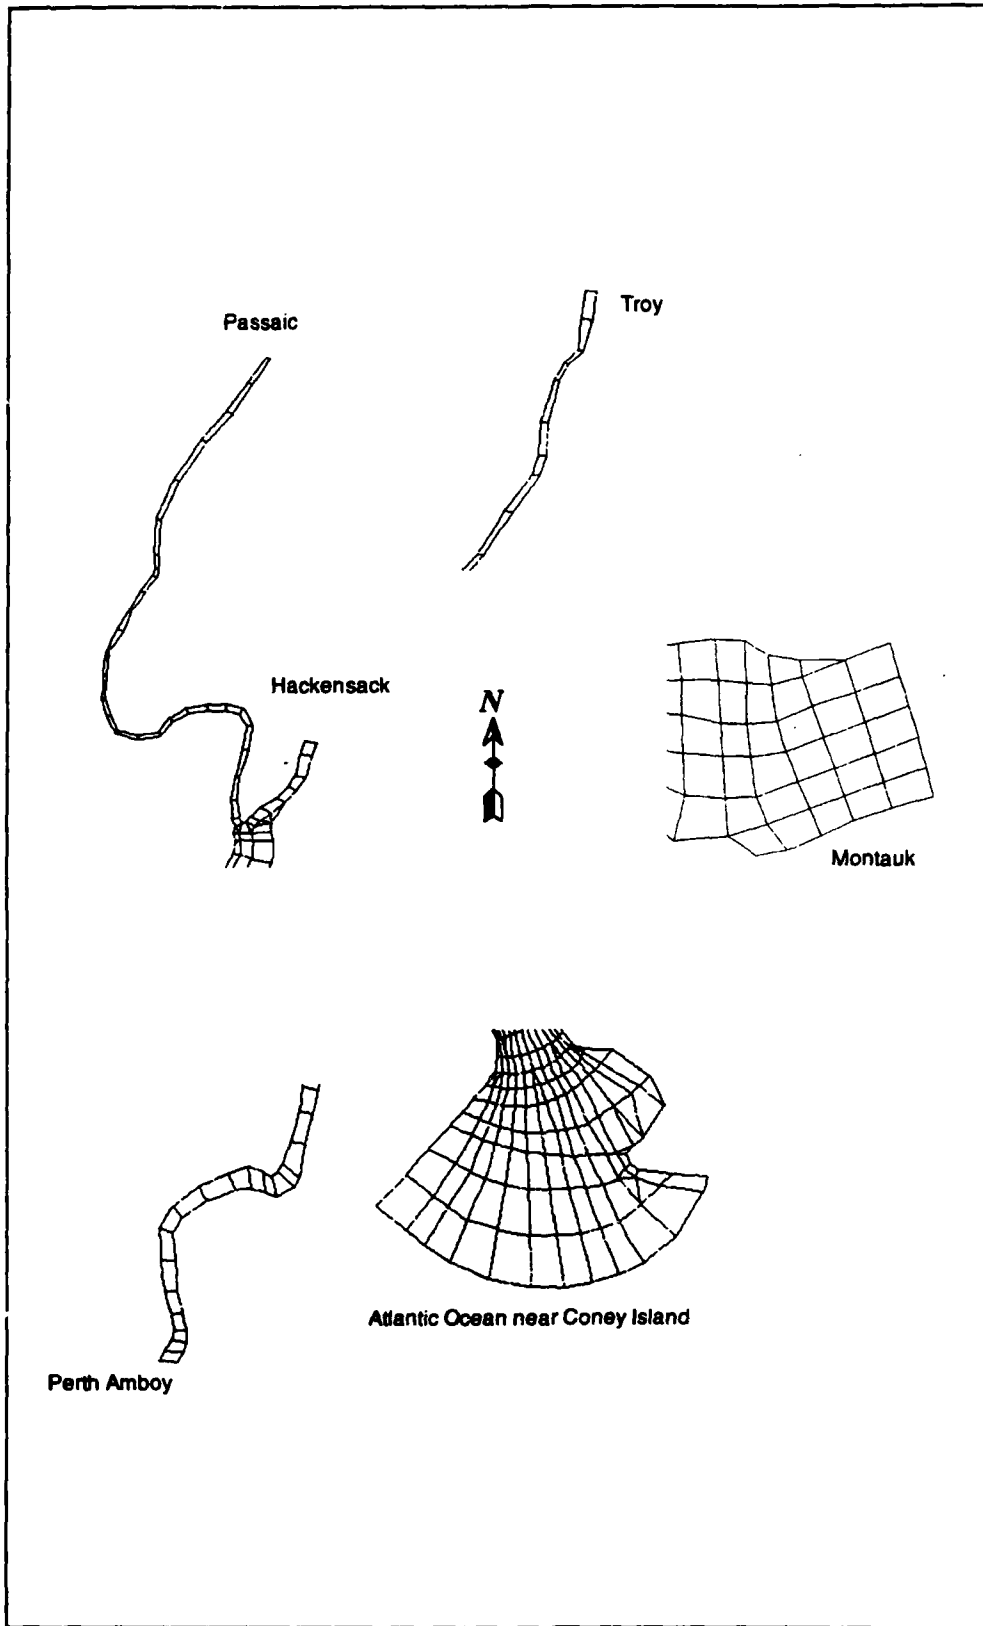 Troy
Passaic
Hackensack
N
Montauk
Atlantic Ocean near Coney Island
Perth Amboy